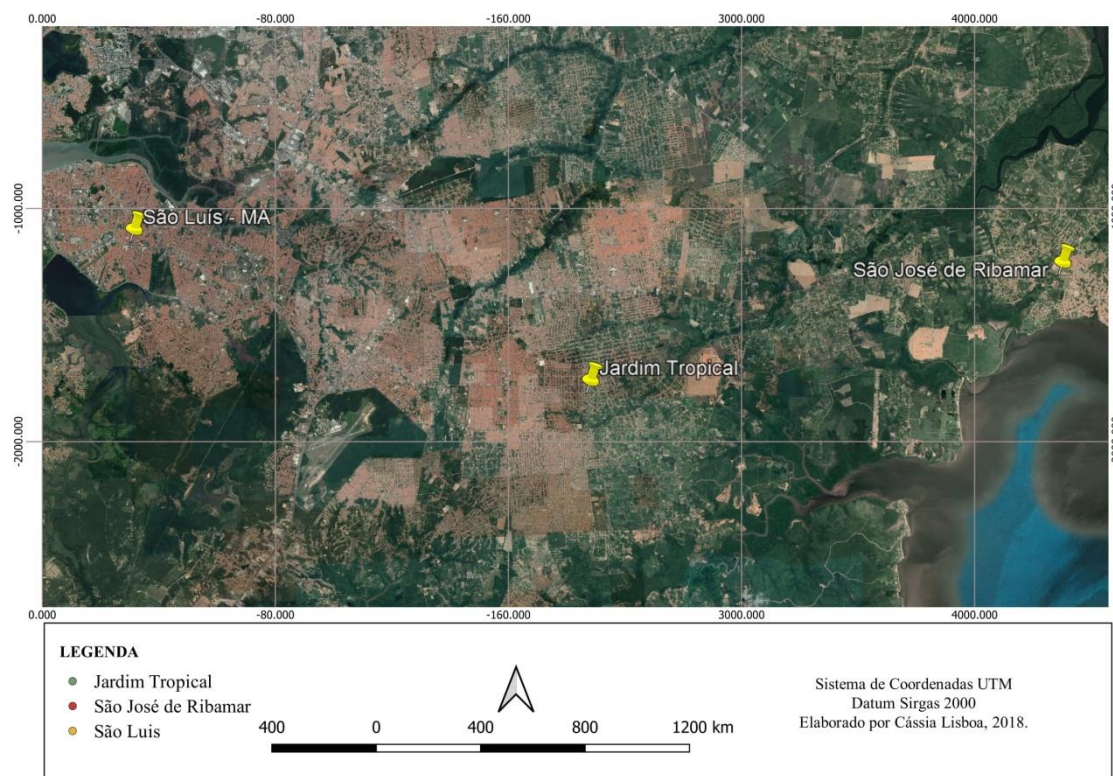 0.000 -80.000 -160.000 3000.000 4000.000
-1000.000
São Luís - MA
São José de Ribamar
Jardim Tropical
-2000.000
0.000 -80.000 -160.000 3000.000 4000.000
LEGENDA
Jardim Tropical
São José de Ribamar
São Luis
400 0 400 800 1200 km
Sistema de Coordenadas UTM
Datum Sirgas 2000
Elaborado por Cássia Lisboa, 2018.